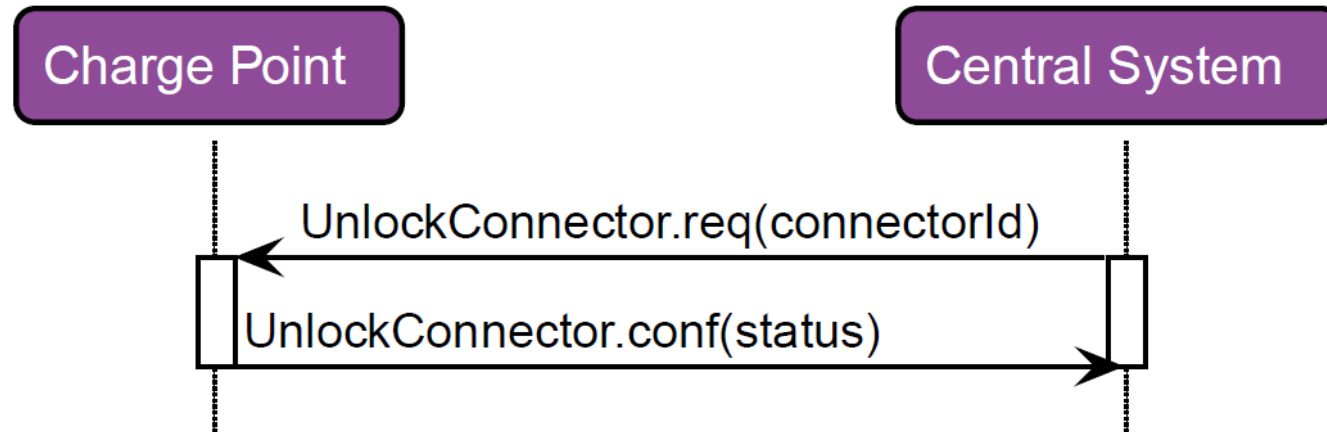 Charge Point
Central System
UnlockConnector.req(connectorId)
UnlockConnector.conf(status)